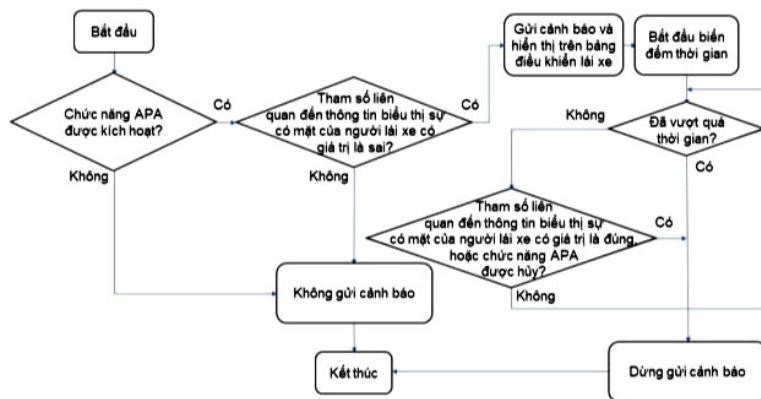 Bắt đầu
Chức năng APA
được kích hoạt?
Có
Không
Tham số liên
quan đến thông tin biểu thị sự
có mặt của người lái xe có
giá trị là sai?
Có
Không
Gửi cảnh báo và
hiển thị trên bảng
điều khiển lái xe
Bắt đầu biến
đếm thời gian
Đã vượt quá
thời gian?
Không
Có
Tham số liên
quan đến thông tin biểu thị sự
có mặt của người lái xe có giá trị là đúng,
hoặc chức năng APA
được hủy?
Có
Không
Không gửi cảnh báo
Kết thúc
Dừng gửi cảnh báo